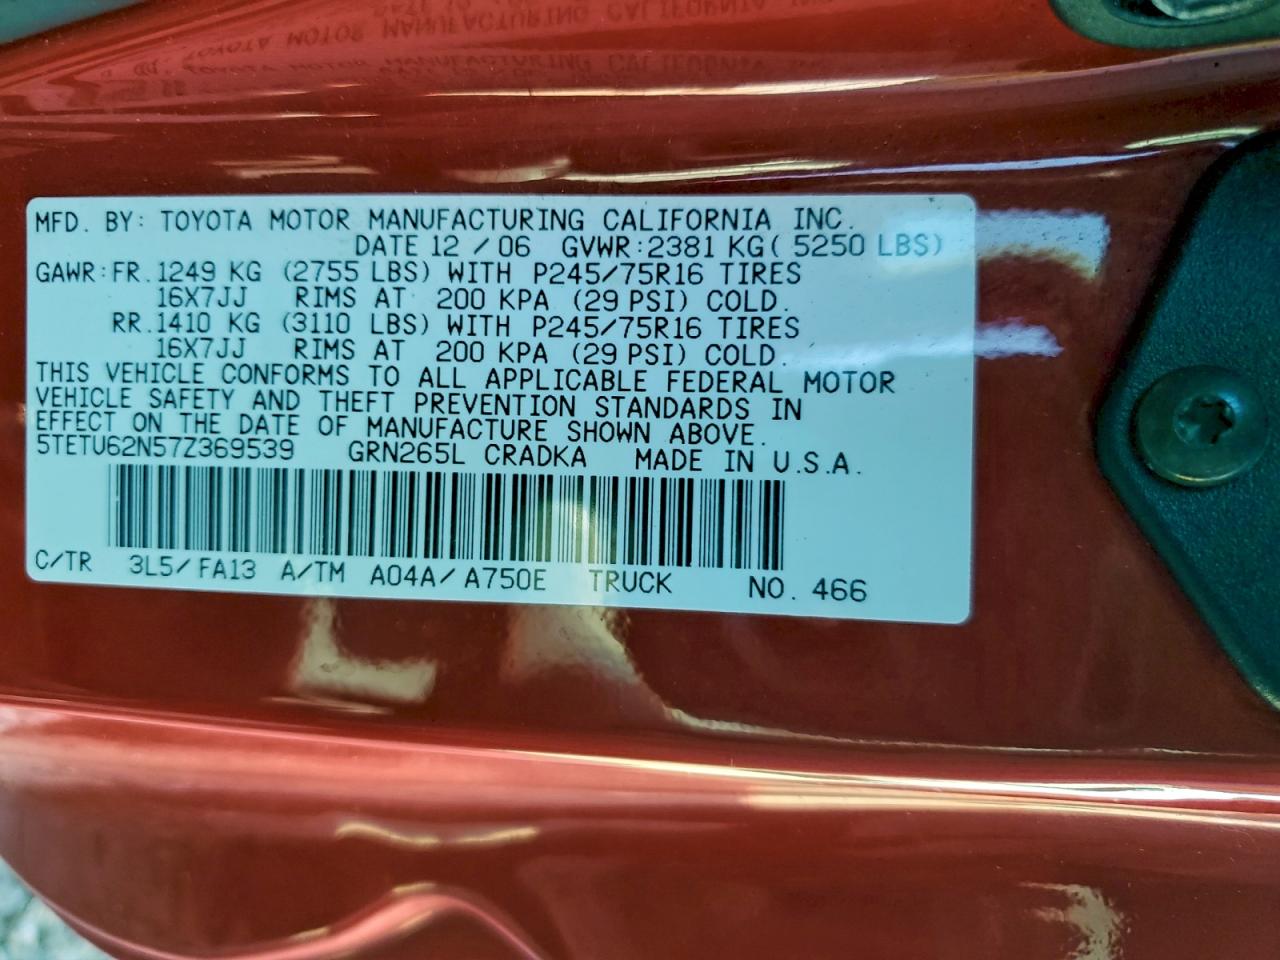 MFD. BY: TOYOTA MOTOR MANUFACTURING CALIFORNIA INC.
DATE 12 / 06 GVWR:2381 KG( 5250 LBS)
GAWR:FR.1249 KG (2755 LBS) WITH P245/75R16 TIRES
16X7JJ RIMS AT 200 KPA (29 PSI) COLD.
RR.1410 KG (3110 LBS) WITH P245/75R16 TIRES
16X7JJ RIMS AT 200 KPA (29 PSI) COLD.
THIS VEHICLE CONFORMS TO ALL APPLICABLE FEDERAL MOTOR
VEHICLE SAFETY AND THEFT PREVENTION STANDARDS IN
EFFECT ON THE DATE OF MANUFACTURE SHOWN ABOVE.
5TETU62N57Z369539 GRN265L CRADKA MADE IN U.S.A.
C/TR 3L5/FA13 A/TM A04A/A750E TRUCK NO. 466